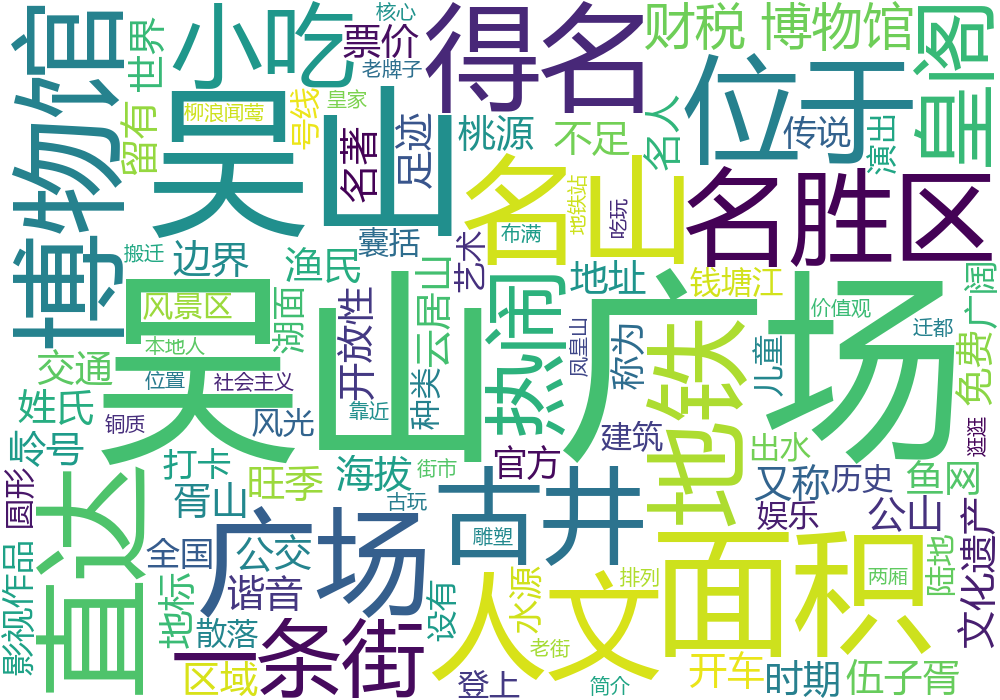 核心
小吃
票价
得名
财税
博物馆
皇阁
世界
老牌子
博物馆
吴山
柳浪闻莺
皇家
号线
留有
名著
足迹
桃源
不足
名人
位于
传说
演出
名山
地铁站
吃玩
名胜区
搬迁
边界
囊括
布满
渔民
艺术
地址
钱塘江
广阔
风景区
湖面
开放性
云居山
热闹
凤皇山
称为
地铁
价值观
迁都
吴山广场
本地人
交通
位置
社会主义
儿童
免费
姓氏
铜质
风光
靠近
种类
建筑
逛逛
零号
打卡
海拔
街市
官方
出水
圆形
直达
胥山
旺季
古玩
古井
又称
历史
鱼网
广场
雕塑
娱乐
公山
全国
公交
面积
陆地
文化遗产
影视作品
地标
谐音
人文
水源
排列
两厢
散落
设有
老街
一条街
区域
登上
简介
开车
时期
伍子胥